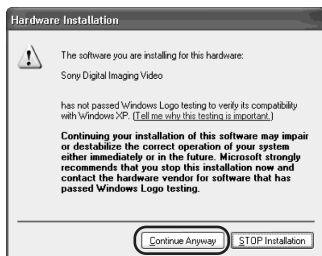 Hardware Installation
The software you are installing for this hardware:
Sony Digital Imaging Video
has not passed Windows Logo testing to verify its compatibility
with Windows XP. (Tell me why this testing is important.)
Continuing your installation of this software may impair
or destabilize the correct operation of your system
either immediately or in the future. Microsoft strongly
recommends that you stop this installation now and
contact the hardware vendor for software that has
passed Windows Logo testing.
Continue Anyway
STOP Installation